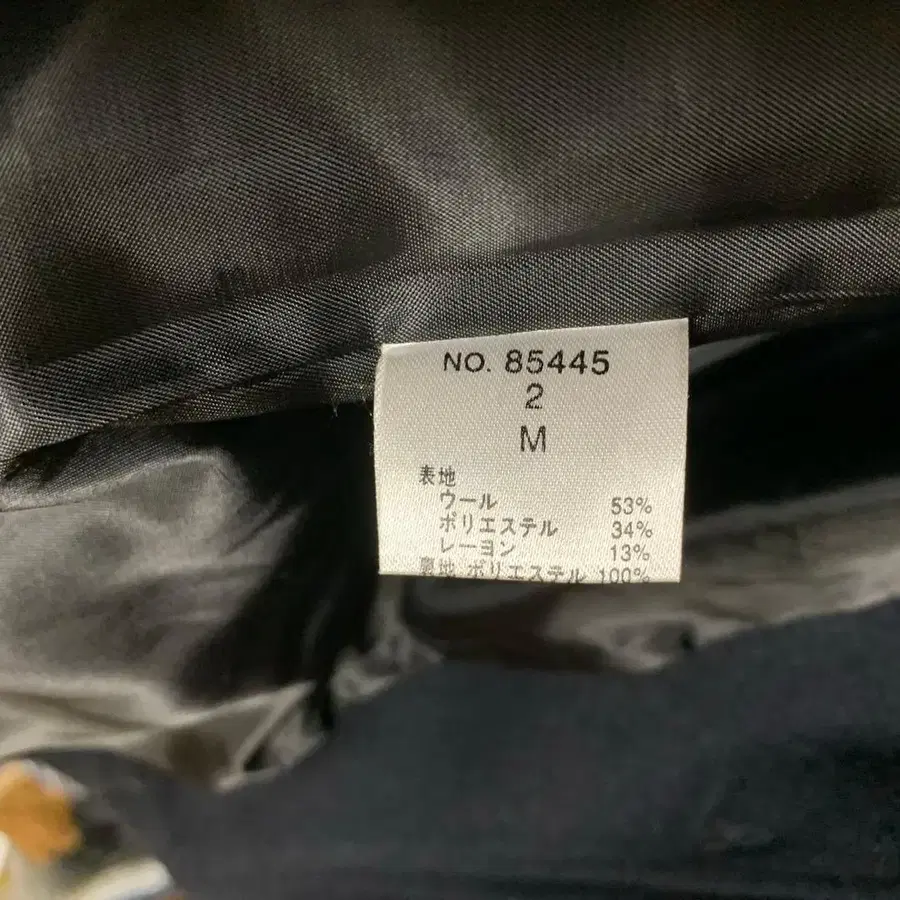 NO. 85445
2
M
表地
ウール 53%
ポリエステル 34%
レーヨン 13%
裏地 ポリエステル 100%